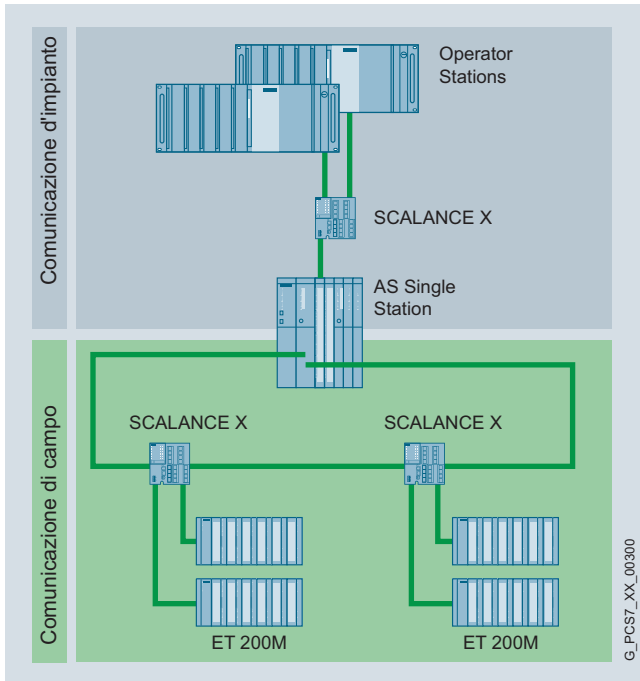 Comunicazione d'impianto
Operator
Stations
SCALANCE X
AS Single
Station
Comunicazione di campo
SCALANCE X
SCALANCE X
ET 200M
ET 200M
G_PCS7_XX_00300